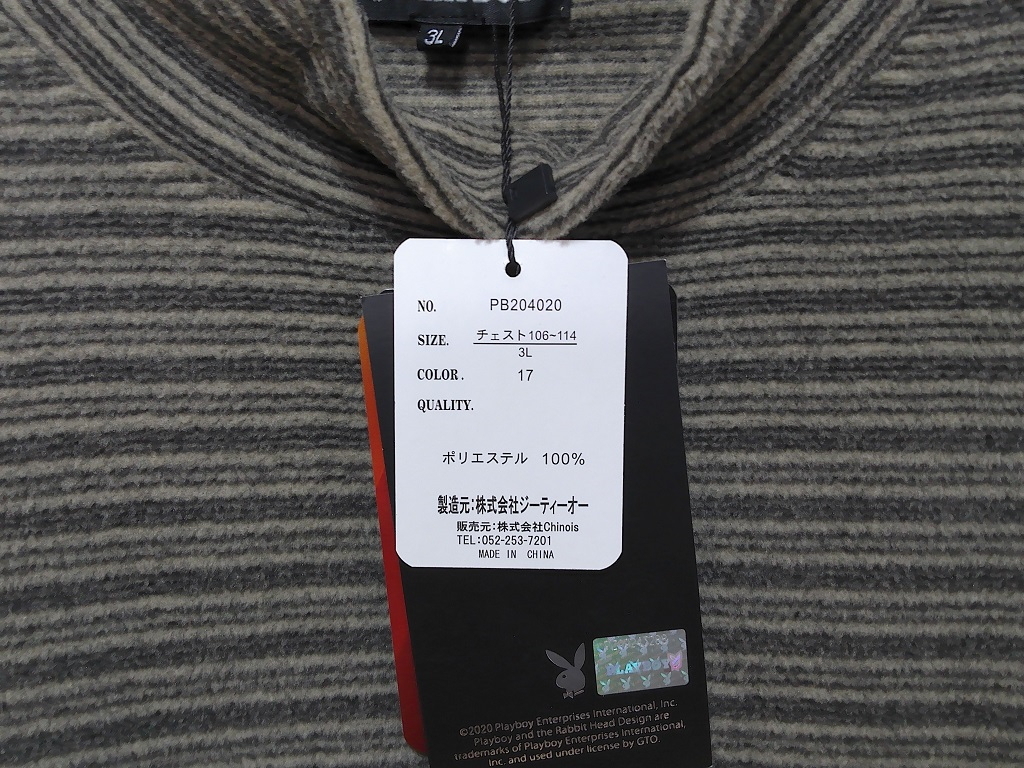 3L
NO. PB204020
SIZE. チェスト106~114
3L
COLOR. 17
QUALITY.
ポリエステル 100%
製造元:株式会社ジーティーオー
販売元:株式会社Chinois
TEL:052-253-7201
MADE IN CHINA
PLAYBOY
©2020 Playboy Enterprises International, Inc.
Playboy and the Rabbit Head Design are
trademarks of Playboy Enterprises International,
Inc. and used under license by GTO.